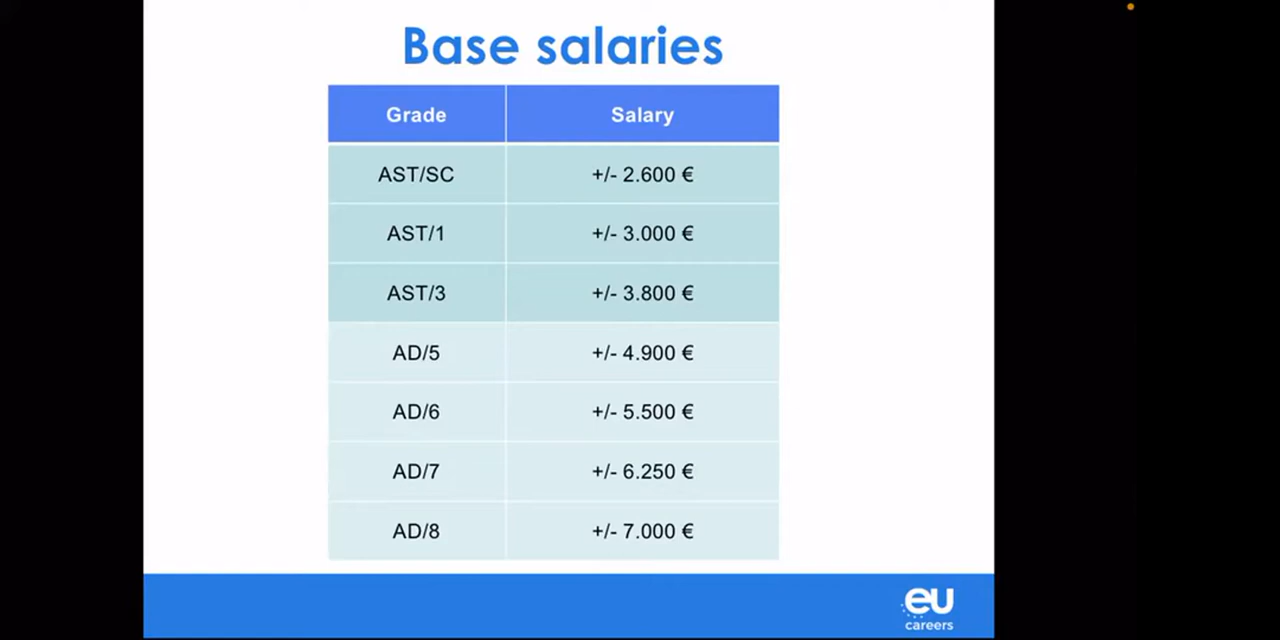 Base salaries
Grade Salary
AST/SC +/- 2.600 €
AST/1 +/- 3.000 €
AST/3 +/- 3.800 €
AD/5 +/- 4.900 €
AD/6 +/- 5.500 €
AD/7 +/- 6.250 €
AD/8 +/- 7.000 €
eu
careers